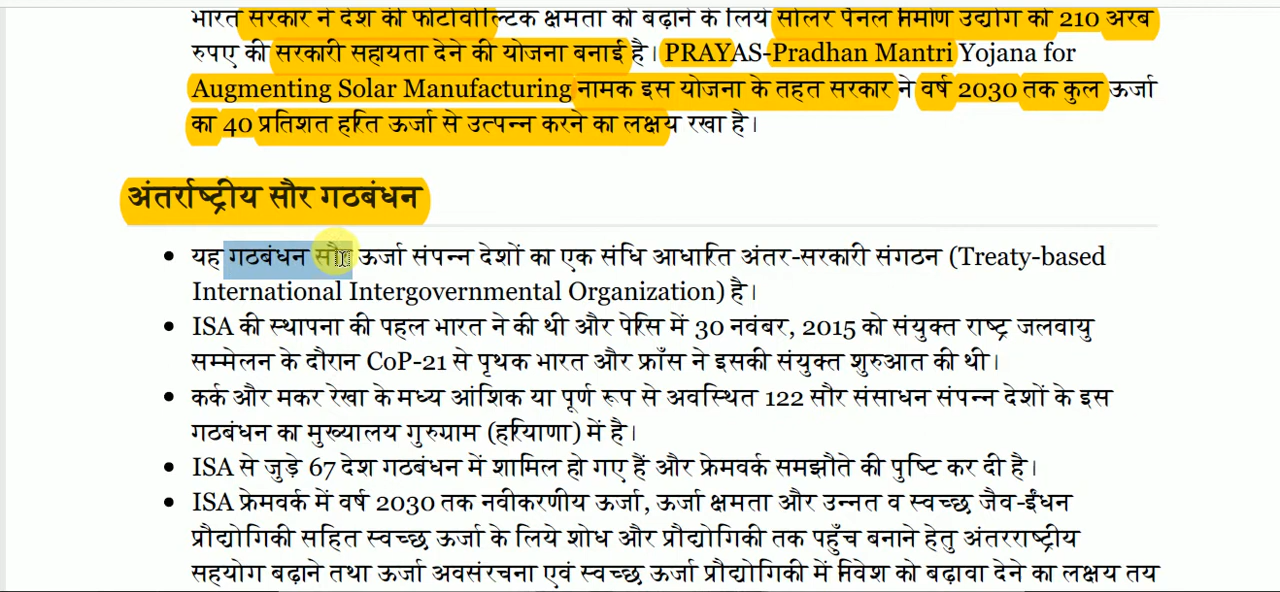 भारत सरकार ने देश की फोटोवोल्टिक क्षमता को बढ़ाने के लिये सोलर पैनल निर्माण उद्योग को 210 अरब
रुपए की सरकारी सहायता देने की योजना बनाई है। PRAYAS-Pradhan Mantri Yojana for
Augmenting Solar Manufacturing नामक इस योजना के तहत सरकार ने वर्ष 2030 तक कुल ऊर्जा
का 40 प्रतिशत हरित ऊर्जा से उत्पन्न करने का लक्षय रखा है।
अंतर्राष्ट्रीय सौर गठबंधन
• यह गठबंधन सौर ऊर्जा संपन्न देशों का एक संधि आधारित अंतर-सरकारी संगठन (Treaty-based
International Intergovernmental Organization) है।
• ISA की स्थापना की पहल भारत ने की थी और पेरिस में 30 नवंबर, 2015 को संयुक्त राष्ट्र जलवायु
सम्मेलन के दौरान CoP-21 से पृथक भारत और फ्राँस ने इसकी संयुक्त शुरुआत की थी।
• कर्क और मकर रेखा के मध्य आंशिक या पूर्ण रूप से अवस्थित 122 सौर संसाधन संपन्न देशों के इस
गठबंधन का मुख्यालय गुरुग्राम (हरियाणा) में है।
• ISA से जुड़े 67 देश गठबंधन में शामिल हो गए हैं और फ्रेमवर्क समझौते की पुष्टि कर दी है।
• ISA फ्रेमवर्क में वर्ष 2030 तक नवीकरणीय ऊर्जा, ऊर्जा क्षमता और उन्नत व स्वच्छ जैव-ईंधन
प्रौद्योगिकी सहित स्वच्छ ऊर्जा के लिये शोध और प्रौद्योगिकी तक पहुँच बनाने हेतु अंतरराष्ट्रीय
सहयोग बढ़ाने तथा ऊर्जा अवसंरचना एवं स्वच्छ ऊर्जा प्रौद्योगिकी में निवेश को बढ़ावा देने का लक्ष्य तय